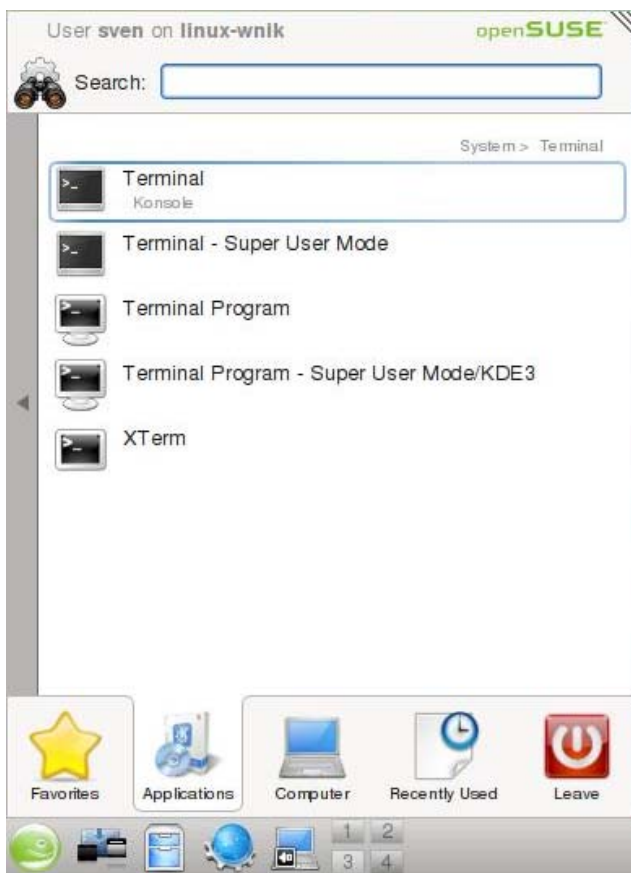 User sven on linux-wnik openSUSE
Search:
System > Terminal
Terminal
Konsole
Terminal - Super User Mode
Terminal Program
Terminal Program - Super User Mode/KDE3
XTerm
Favorites Applications Computer Recently Used Leave
1 2
3 4